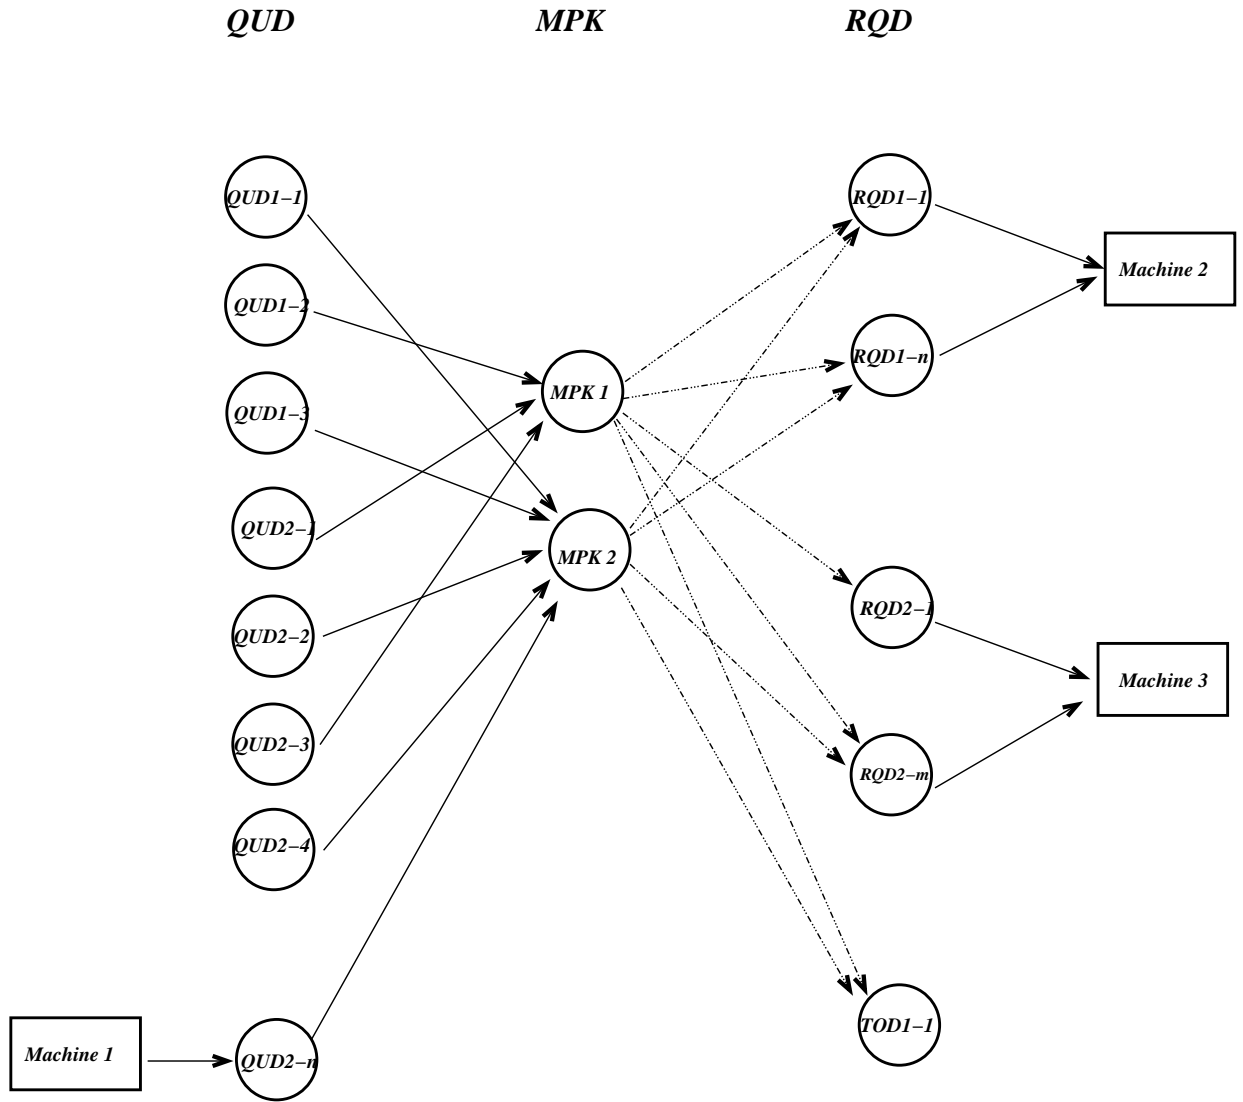 QUD MPK RQD
QUD1-1
RQD1-1
Machine 2
QUD1-2
RQD1-n
MPK 1
QUD1-3
QUD2-1
MPK 2
RQD2-1
QUD2-2
Machine 3
QUD2-3
RQD2-m
QUD2-4
TOD1-1
Machine 1
QUD2-n